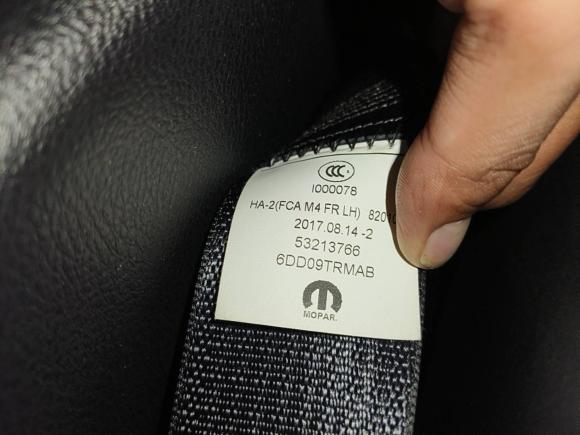 CCC
I000078
HA-2(FCA M4 FR LH)
2017.08.14 -2
53213766
6DD09TRMAB
MOPAR.